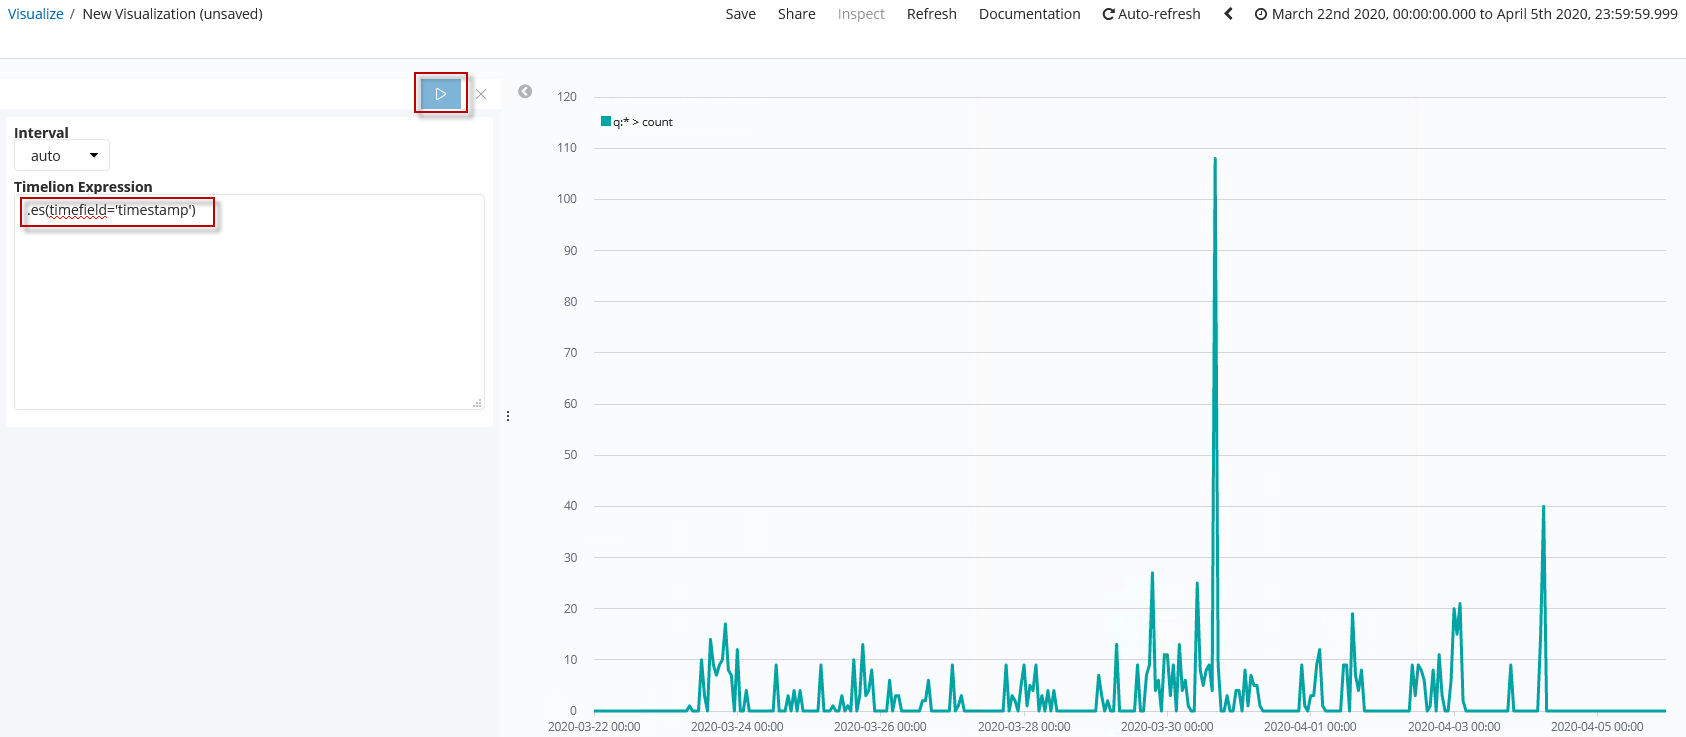 Visualize / New Visualization (unsaved)
Save Share Inspect Refresh Documentation Auto-refresh March 22nd 2020, 00:00:00.000 to April 5th 2020, 23:59:59.999
Interval
auto
Timelion Expression
.es(timefield='timestamp')
q:* > count
120
110
100
90
80
70
60
50
40
30
20
10
0
2020-03-22 00:00 2020-03-24 00:00 2020-03-26 00:00 2020-03-28 00:00 2020-03-30 00:00 2020-04-01 00:00 2020-04-03 00:00 2020-04-05 00:00